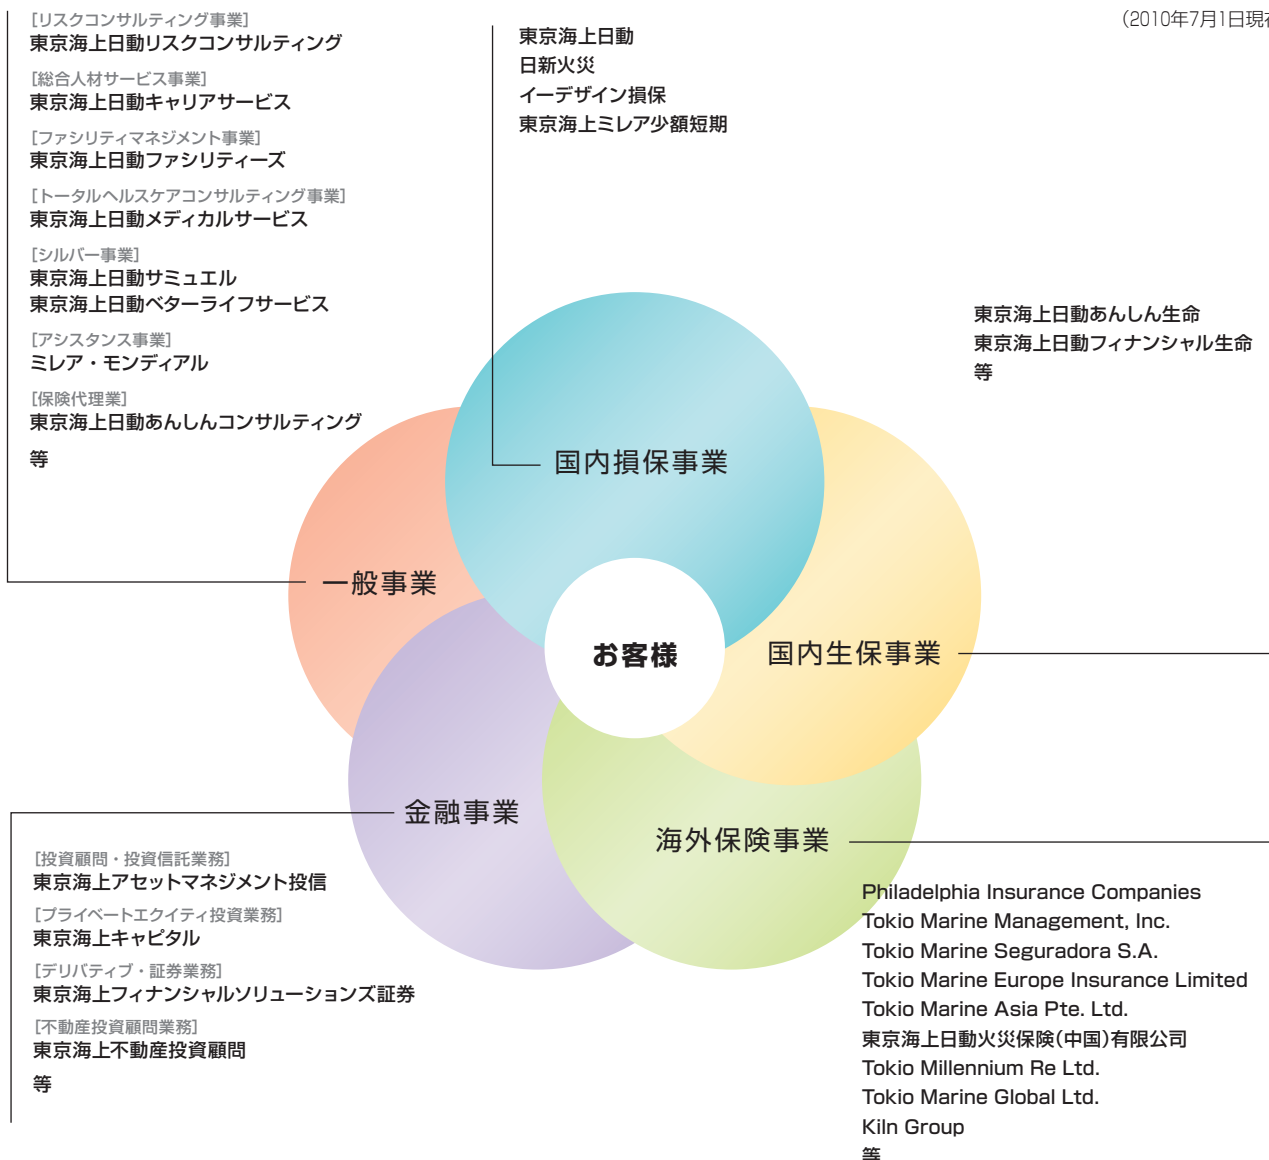 （2010年7月1日現在
[リスクコンサルティング事業]
東京海上日動リスクコンサルティング
[総合人材サービス事業]
東京海上日動キャリアサービス
[ファシリティマネジメント事業]
東京海上日動ファシリティーズ
[トータルヘルスケアコンサルティング事業]
東京海上日動メディカルサービス
[シルバー事業]
東京海上日動サミュエル
東京海上日動ベターライフサービス
[アシスタンス事業]
ミレア・モンディアル
[保険代理業]
東京海上日動あんしんコンサルティング
等
東京海上日動
日新火災
イーデザイン損保
東京海上ミレア少額短期
東京海上日動あんしん生命
東京海上日動フィナンシャル生命
等
国内損保事業
一般事業
お客様
国内生保事業
金融事業
海外保険事業
[投資顧問・投資信託業務]
東京海上アセットマネジメント投信
[プライベートエクイティ投資業務]
東京海上キャピタル
[デリバティブ・証券業務]
東京海上フィナンシャルソリューションズ証券
[不動産投資顧問業務]
東京海上不動産投資顧問
等
Philadelphia Insurance Companies
Tokio Marine Management, Inc.
Tokio Marine Seguradora S.A.
Tokio Marine Europe Insurance Limited
Tokio Marine Asia Pte. Ltd.
東京海上日動火災保険（中国）有限公司
Tokio Millennium Re Ltd.
Tokio Marine Global Ltd.
Kiln Group
等